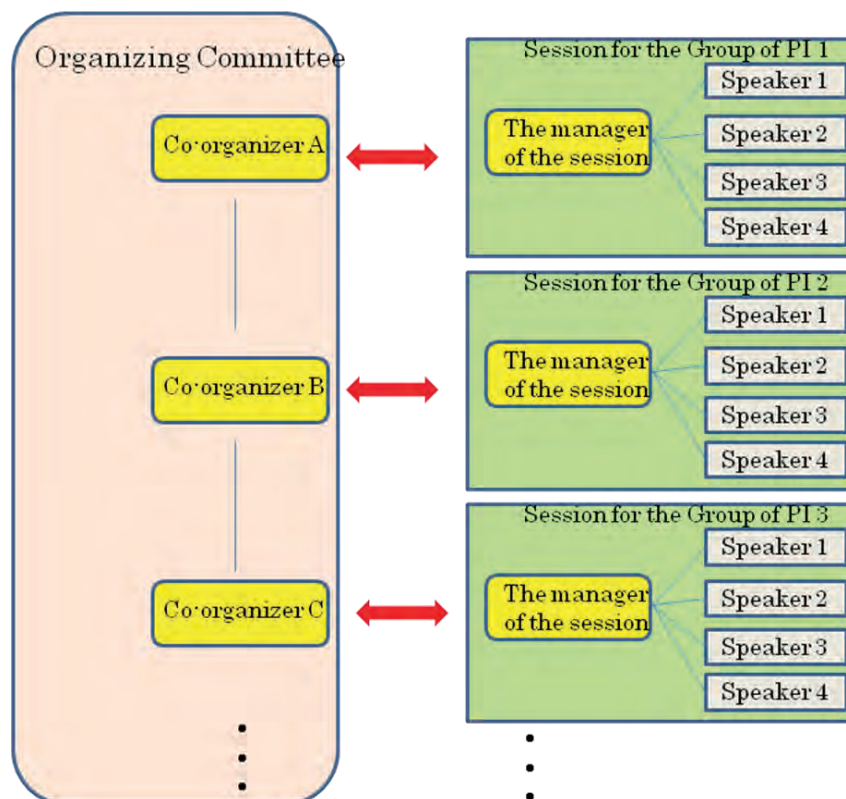 Organizing Committee
Co-organizer A
Co-organizer B
Co-organizer C
Session for the Group of PI 1
The manager
of the session
Speaker 1
Speaker 2
Speaker 3
Speaker 4
Session for the Group of PI 2
The manager
of the session
Speaker 1
Speaker 2
Speaker 3
Speaker 4
Session for the Group of PI 3
The manager
of the session
Speaker 1
Speaker 2
Speaker 3
Speaker 4